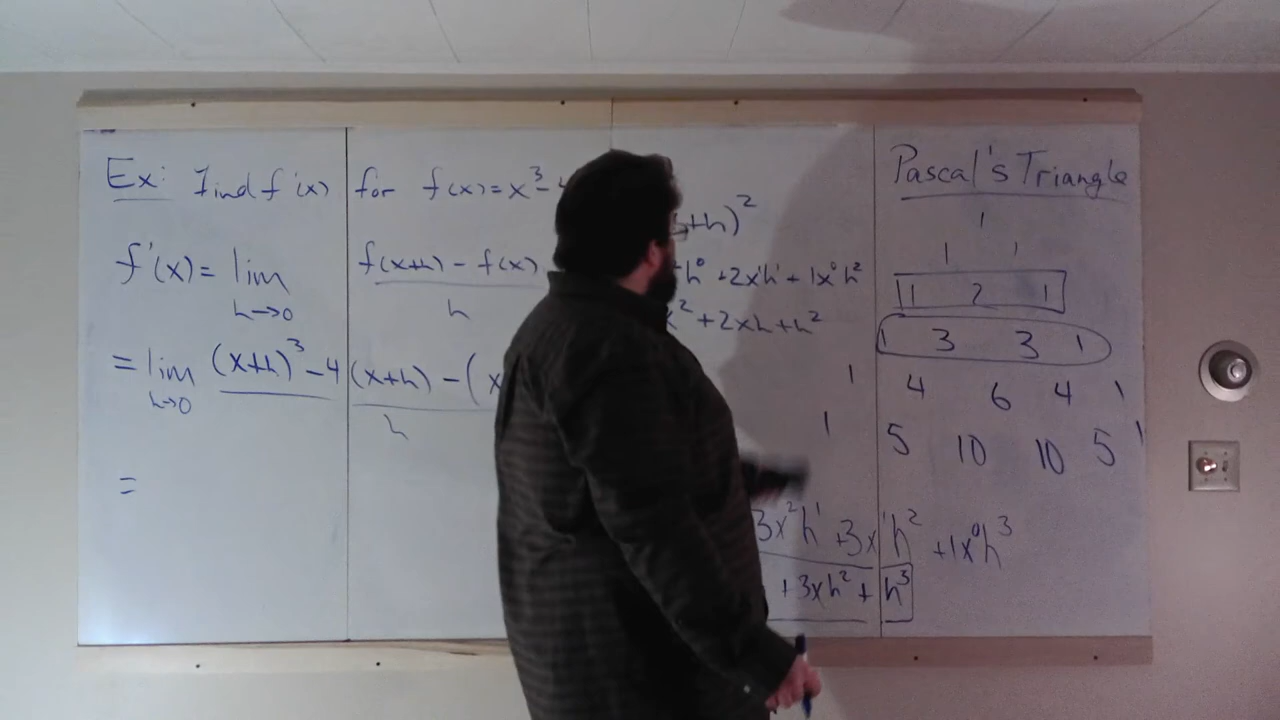 Ex: Find f'(x) for f(x)=x³-4
f'(x)= lim h→0 f(x+h) - f(x) / h
= lim h→0 (x+h)³-4(x+h)-(x / h
=
+h)²
h⁰ +2x¹h¹+1x⁰h²
x²+2xh+h²
3x²h¹ +3x¹h² +1x⁰h³
+3xh²+h³
Pascal's Triangle
1
1 1
1 2 1
1 3 3 1
1 4 6 4 1
1 5 10 10 5 1